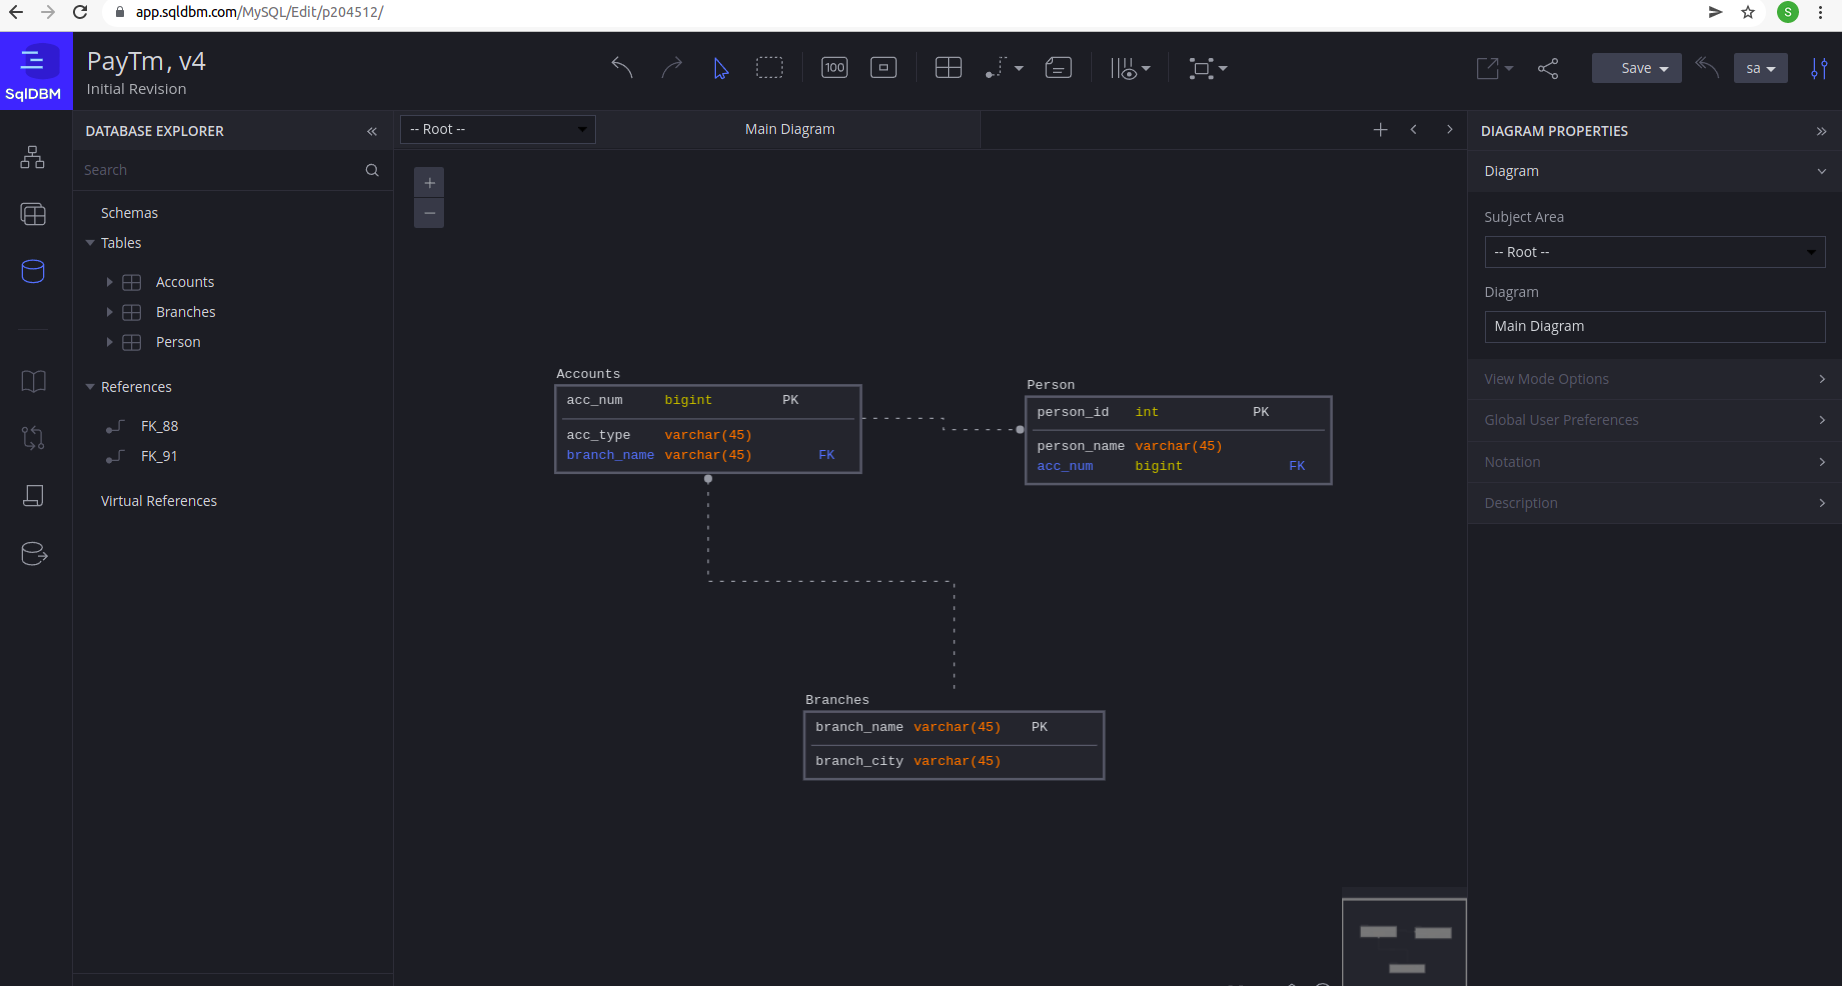 app.sqldbm.com/MySQL/Edit/p204512/
S
SqlDBM
PayTm, v4
Initial Revision
100
Save
sa
DATABASE EXPLORER
Search
Schemas
Tables
Accounts
Branches
Person
References
FK_88
FK_91
Virtual References
-- Root --
Main Diagram
Accounts
acc_num bigint PK
acc_type varchar(45)
branch_name varchar(45) FK
Person
person_id int PK
person_name varchar(45)
acc_num bigint FK
Branches
branch_name varchar(45) PK
branch_city varchar(45)
DIAGRAM PROPERTIES
Diagram
Subject Area
-- Root --
Diagram
Main Diagram
View Mode Options
Global User Preferences
Notation
Description